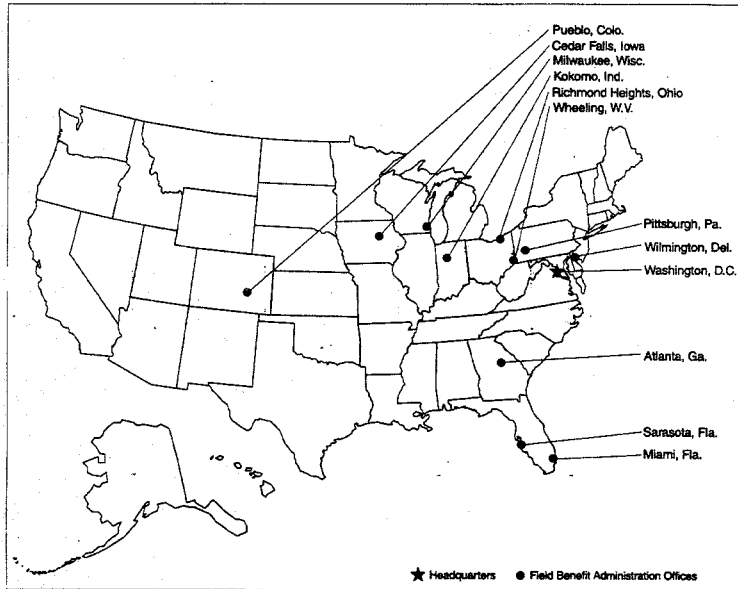 Pueblo, Colo.
Cedar Falls, Iowa
Milwaukee, Wisc.
Kokomo, Ind.
Richmond Heights, Ohio
Wheeling, W.V.
Pittsburgh, Pa.
Wilmington, Del.
Washington, D.C.
Atlanta, Ga.
Sarasota, Fla.
Miami, Fla.
★ Headquarters ● Field Benefit Administration Offices